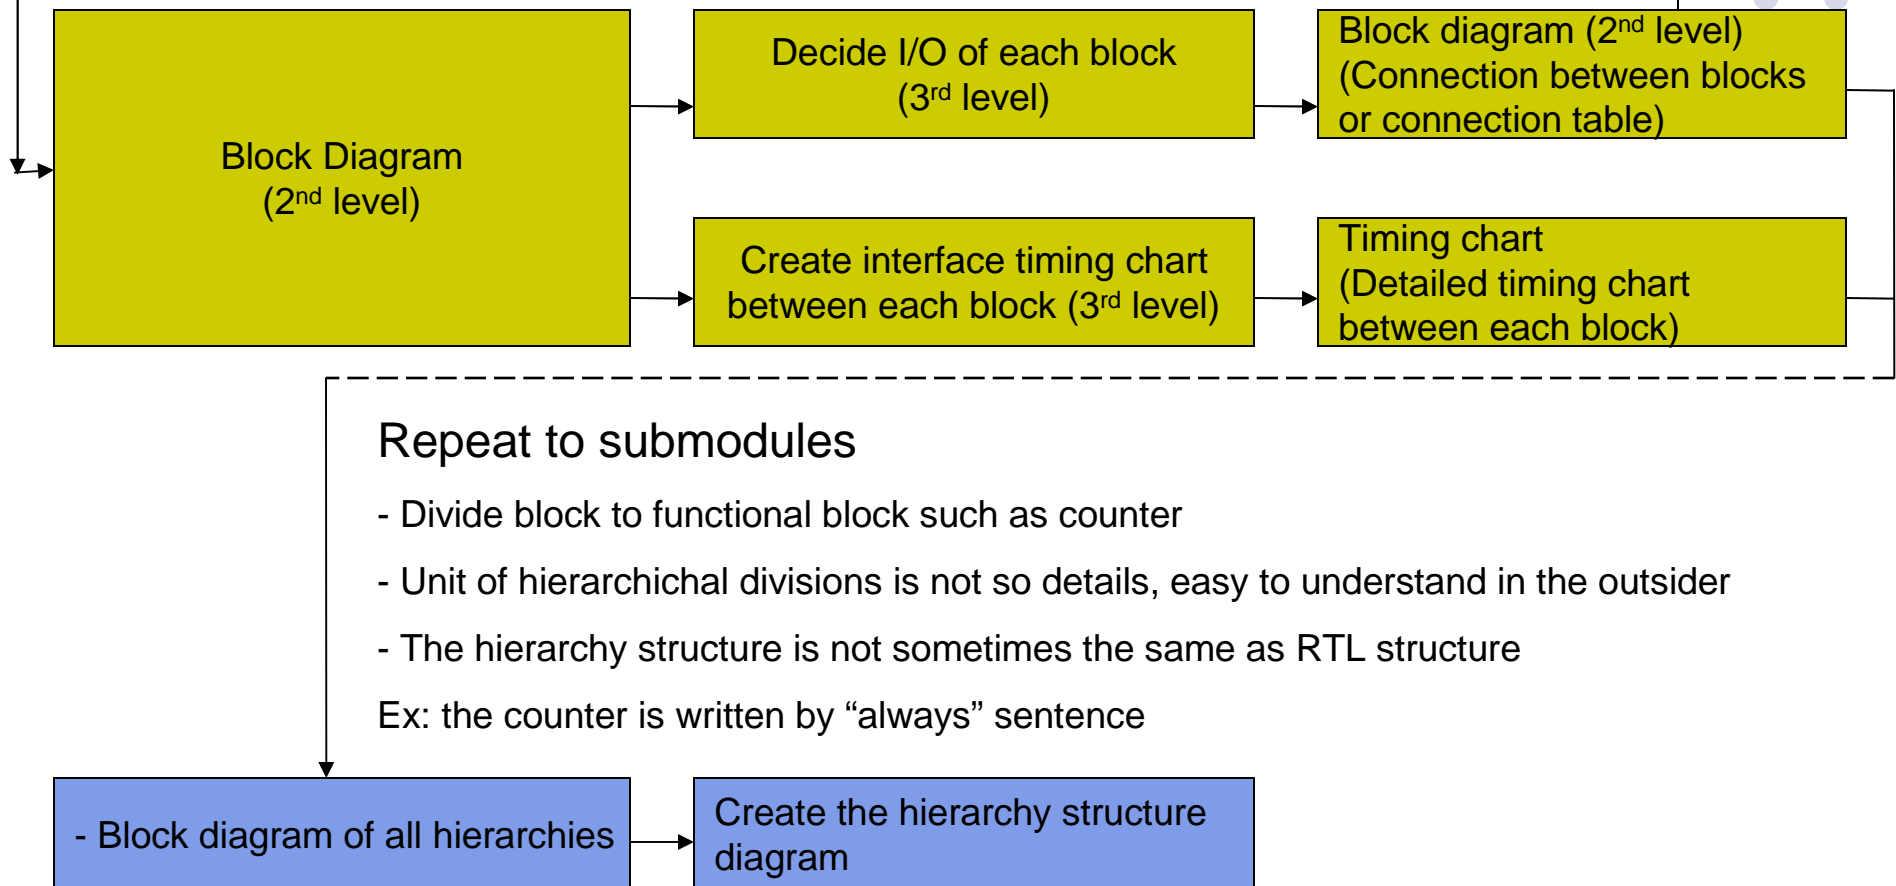 Block Diagram
(2nd level)
Decide I/O of each block
(3rd level)
Block diagram (2nd level)
(Connection between blocks
or connection table)
Create interface timing chart
between each block (3rd level)
Timing chart
(Detailed timing chart
between each block)
Repeat to submodules
- Divide block to functional block such as counter
- Unit of hierarchichal divisions is not so details, easy to understand in the outsider
- The hierarchy structure is not sometimes the same as RTL structure
Ex: the counter is written by “always” sentence
- Block diagram of all hierarchies
Create the hierarchy structure
diagram